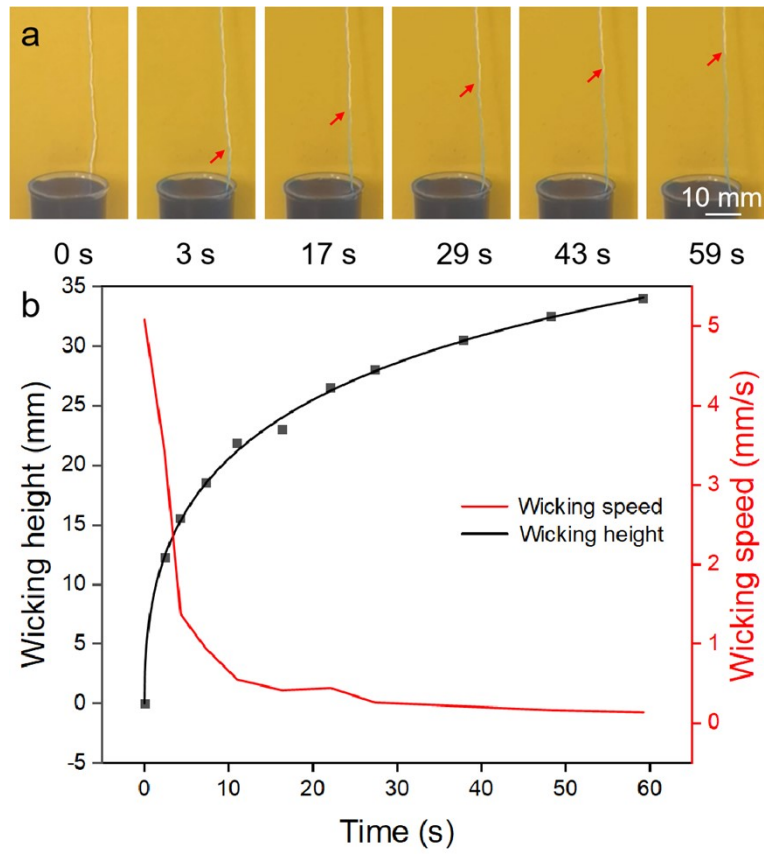 a
10 mm
0 s 3 s 17 s 29 s 43 s 59 s
b
Wicking height (mm)
35
30
25
20
15
10
5
0
-5
Wicking speed
Wicking height
5
4
3
2
1
0
Wicking speed (mm/s)
0 10 20 30 40 50 60
Time (s)